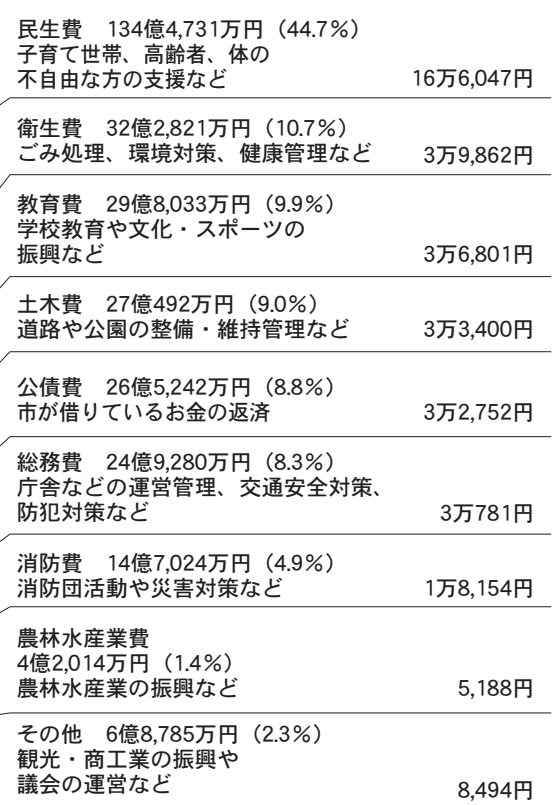 民生費　134億4,731万円（44.7％）
子育て世帯、高齢者、体の
不自由な方の支援など　16万6,047円
衛生費　32億2,821万円（10.7％）
ごみ処理、環境対策、健康管理など　3万9,862円
教育費　29億8,033万円（9.9％）
学校教育や文化・スポーツの
振興など　3万6,801円
土木費　27億492万円（9.0％）
道路や公園の整備・維持管理など　3万3,400円
公債費　26億5,242万円（8.8％）
市が借りているお金の返済　3万2,752円
総務費　24億9,280万円（8.3％）
庁舎などの運営管理、交通安全対策、
防犯対策など　3万781円
消防費　14億7,024万円（4.9％）
消防団活動や災害対策など　1万8,154円
農林水産業費
4億2,014万円（1.4％）
農林水産業の振興など　5,188円
その他　6億8,785万円（2.3％）
観光・商工業の振興や
議会の運営など　8,494円